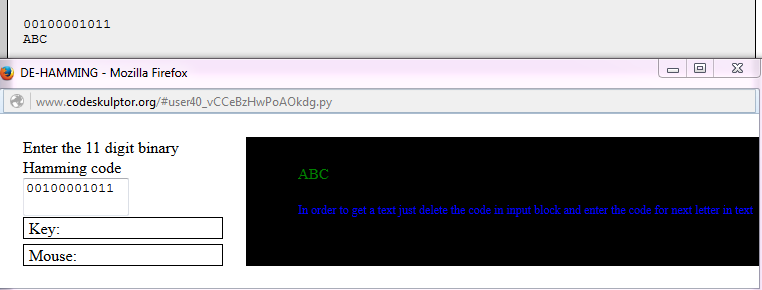 00100001011
ABC
DE-HAMMING - Mozilla Firefox
www.codeskulptor.org/#user40_vCCeBzHwPoAOkdg.py
Enter the 11 digit binary
Hamming code
00100001011
Key:
Mouse:
ABC
In order to get a text just delete the code in input block and enter the code for next letter in text